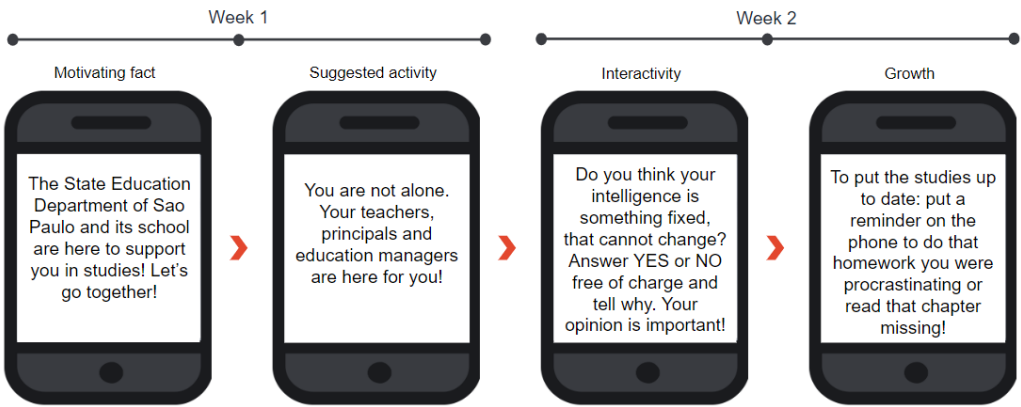 Week 1
Week 2
Motivating fact
Suggested activity
Interactivity
Growth
The State Education
Department of Sao
Paulo and its school
are here to support
you in studies! Let's
go together!
You are not alone.
Your teachers,
principals and
education managers
are here for you!
Do you think your
intelligence is
something fixed,
that cannot change?
Answer YES or NO
free of charge and
tell why. Your
opinion is important!
To put the studies up
to date: put a
reminder on the
phone to do that
homework you were
procrastinating or
read that chapter
missing!